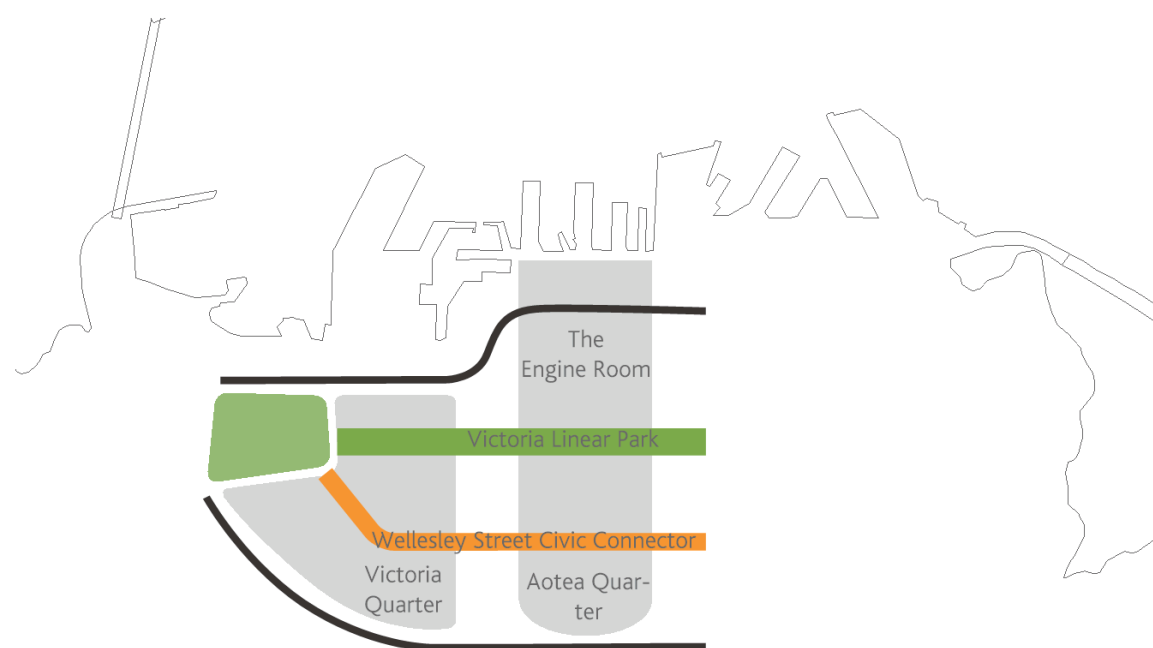 The
Engine Room
Victoria Linear Park
Wellesley Street Civic Connector
Victoria
Quarter
Aotea Quar-
ter